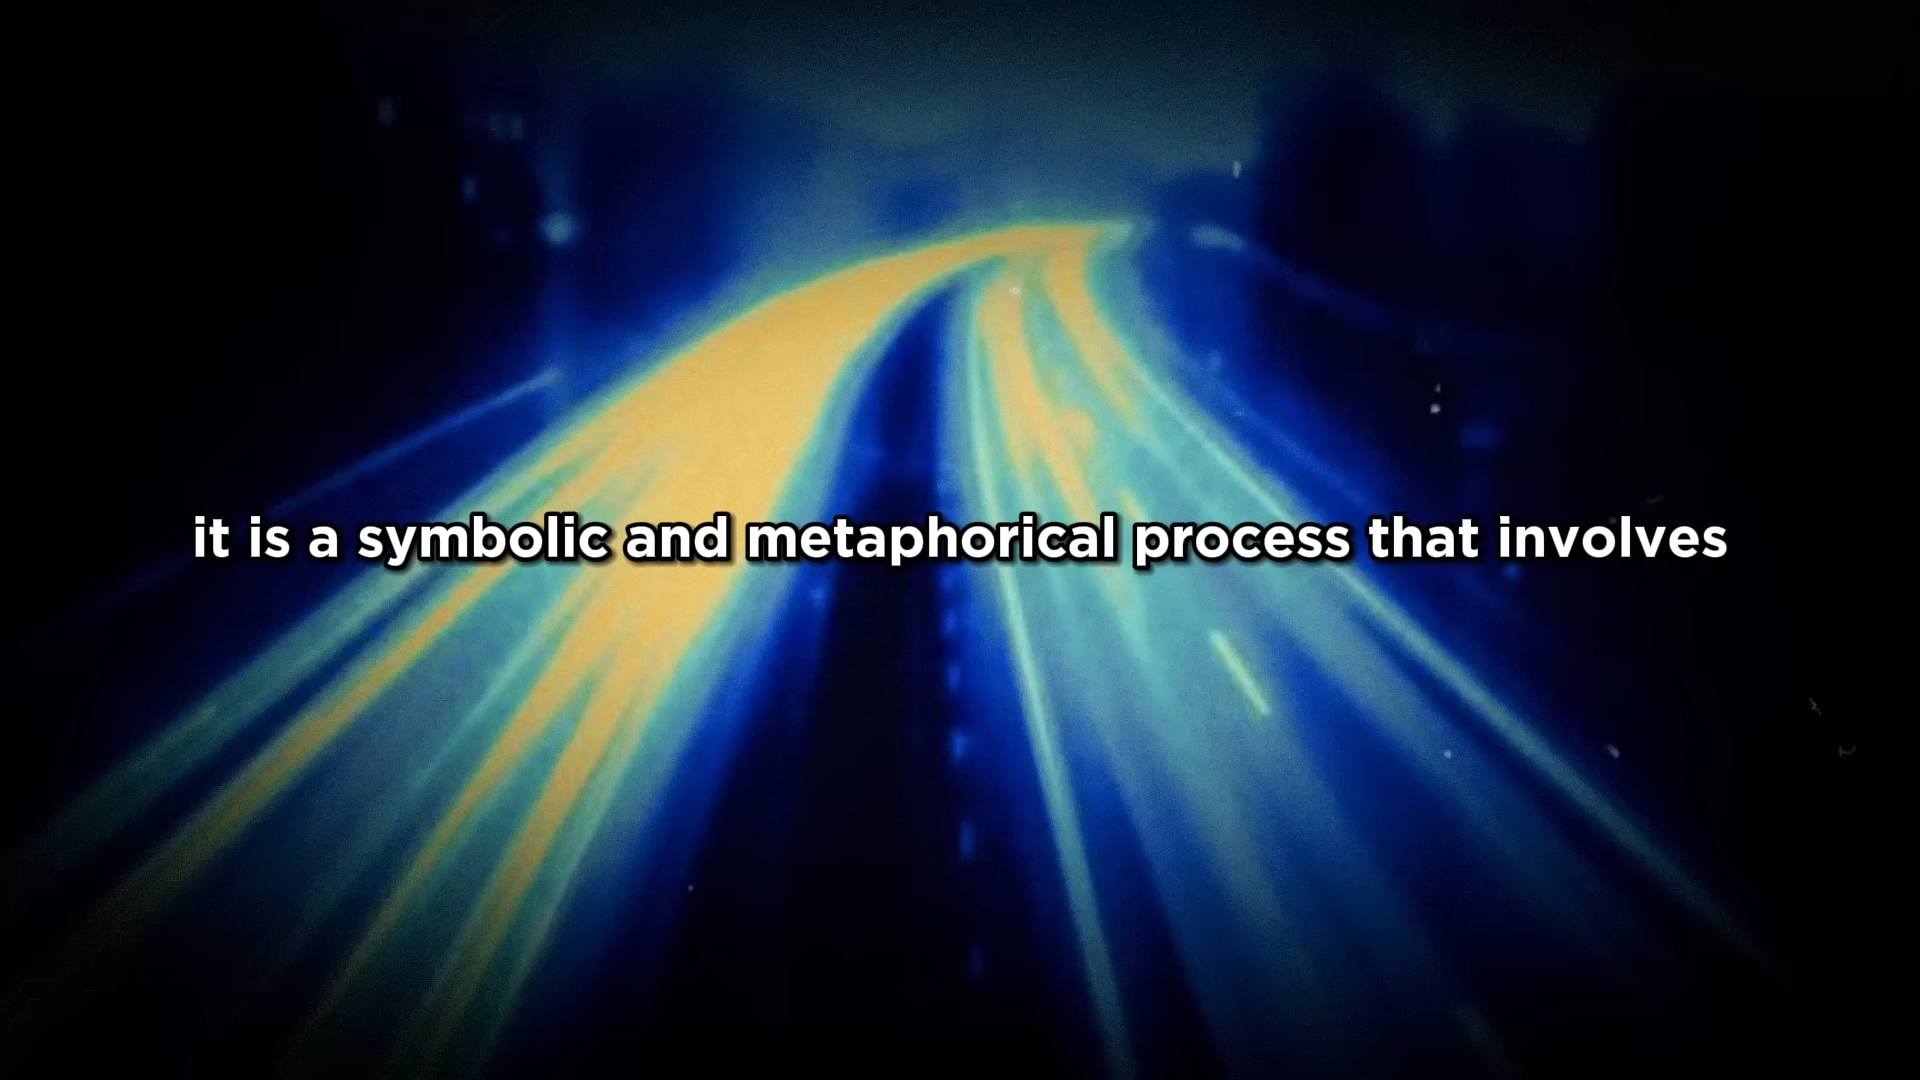 it is a symbolic and metaphorical process that involves